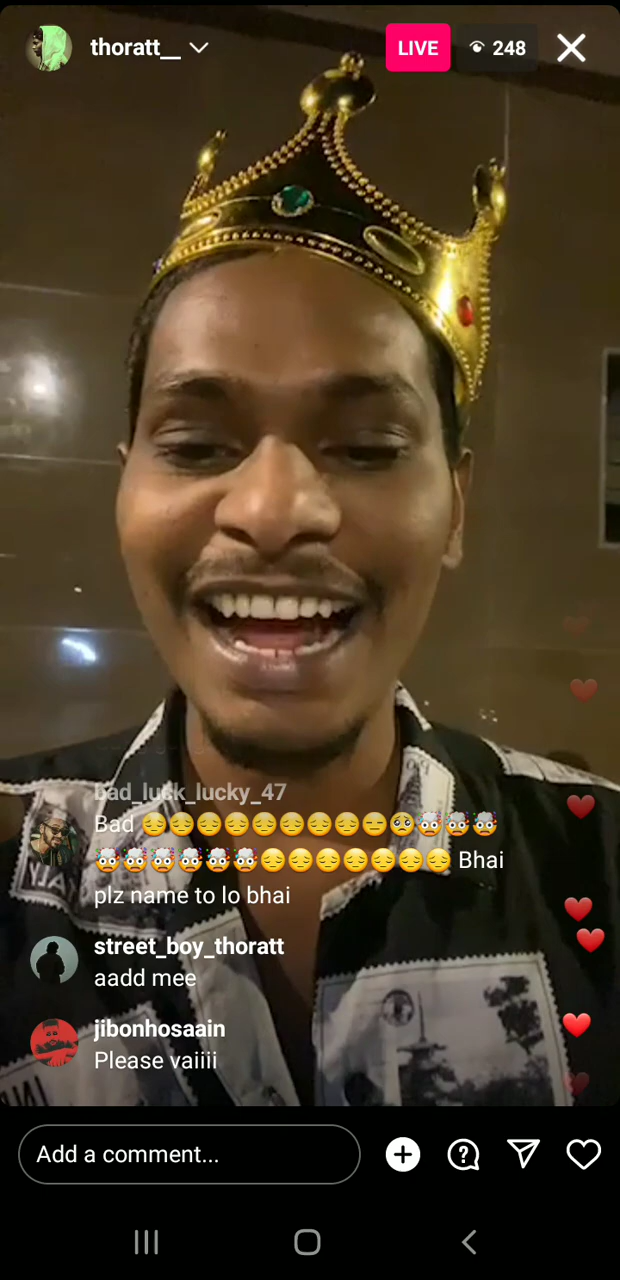 thoratt__
LIVE
248
bad_luck_lucky_47
Bad 😔😔😔😔😔😔😔😔😑🥺🤯🤯🤯
🤯🤯🤯🤯🤯🤯😔😔😔😔😔😔😔 Bhai
plz name to lo bhai
street_boy_thoratt
aadd mee
jibonhosaain
Please vaiiii
Add a comment...